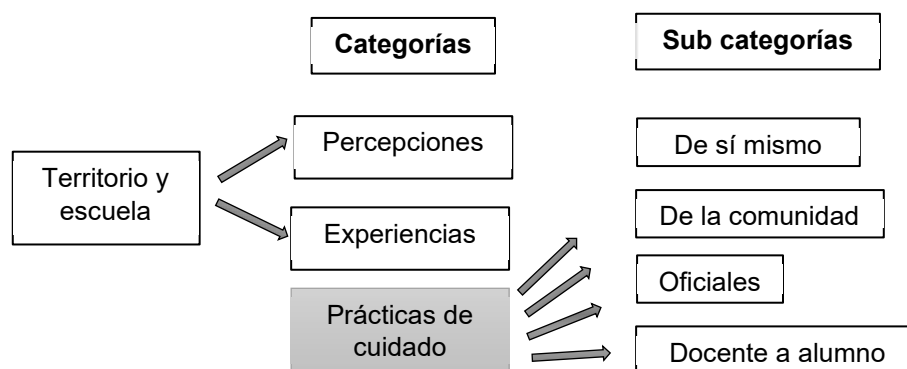 Categorías
Sub categorías
Percepciones
De sí mismo
Territorio y
escuela
De la comunidad
Experiencias
Oficiales
Prácticas de
cuidado
Docente a alumno